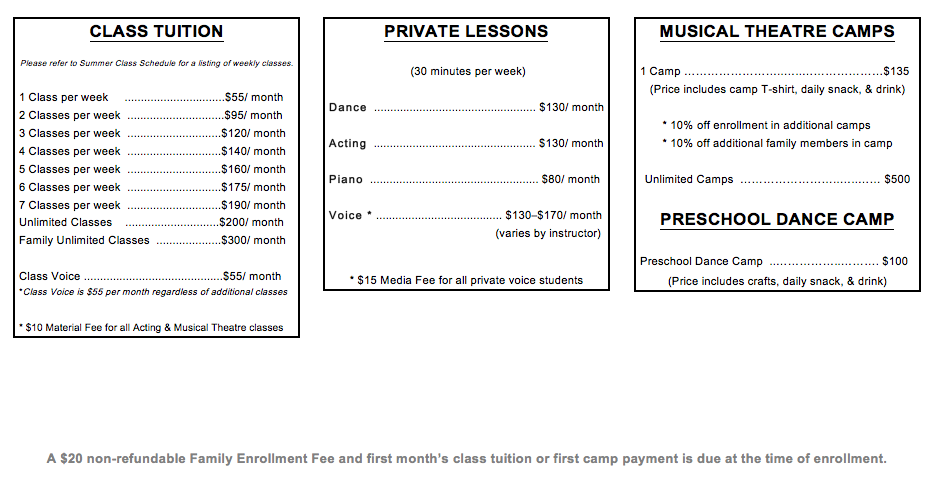 CLASS TUITION
Please refer to Summer Class Schedule for a listing of weekly classes.
1 Class per week ...............................$55/ month
2 Classes per week ..............................$95/ month
3 Classes per week .............................$120/ month
4 Classes per week .............................$140/ month
5 Classes per week .............................$160/ month
6 Classes per week .............................$175/ month
7 Classes per week .............................$190/ month
Unlimited Classes .............................$200/ month
Family Unlimited Classes ....................$300/ month
Class Voice ...........................................$55/ month
*Class Voice is $55 per month regardless of additional classes
* $10 Material Fee for all Acting & Musical Theatre classes
PRIVATE LESSONS
(30 minutes per week)
Dance .................................................. $130/ month
Acting .................................................. $130/ month
Piano .................................................... $80/ month
Voice * ....................................... $130–$170/ month
(varies by instructor)
* $15 Media Fee for all private voice students
MUSICAL THEATRE CAMPS
1 Camp …………………….…..…………………$135
(Price includes camp T-shirt, daily snack, & drink)
* 10% off enrollment in additional camps
* 10% off additional family members in camp
Unlimited Camps ……………………..…..…. $500
PRESCHOOL DANCE CAMP
Preschool Dance Camp ..………………..……. $100
(Price includes crafts, daily snack, & drink)
A $20 non-refundable Family Enrollment Fee and first month's class tuition or first camp payment is due at the time of enrollment.